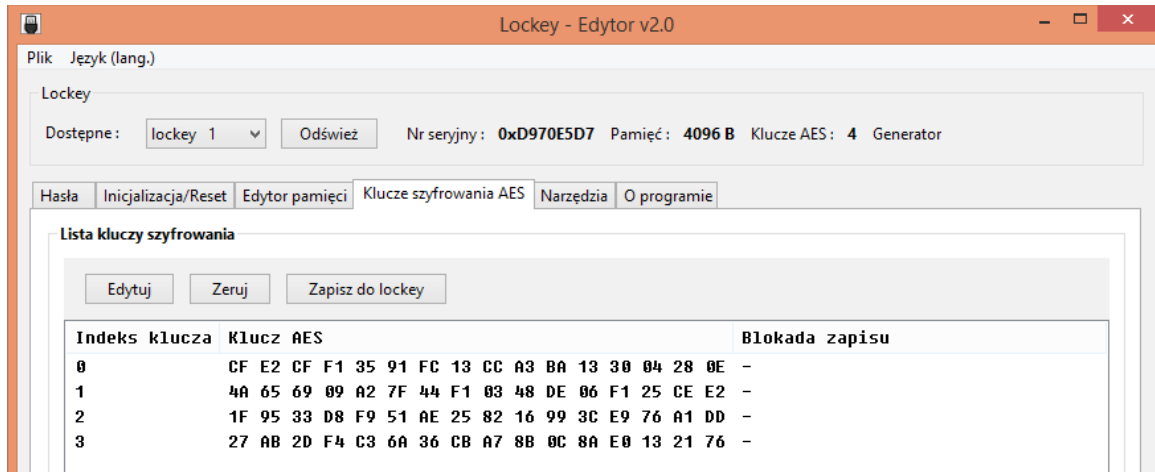 Lockey - Edytor v2.0
Plik Język (lang.)
Lockey
Dostępne : lockey 1 Odśwież Nr seryjny : 0xD970E5D7 Pamięć : 4096 B Klucze AES : 4 Generator
Hasła Inicjalizacja/Reset Edytor pamięci Klucze szyfrowania AES Narzędzia O programie
Lista kluczy szyfrowania
Edytuj Zeruj Zapisz do lockey
Indeks klucza Klucz AES Blokada zapisu
0 CF E2 CF F1 35 91 FC 13 CC A3 BA 13 30 04 28 0E -
1 4A 65 69 09 A2 7F 44 F1 03 48 DE 06 F1 25 CE E2 -
2 1F 95 33 D8 F9 51 AE 25 82 16 99 3C E9 76 A1 DD -
3 27 AB 2D F4 C3 6A 36 CB A7 8B 0C 8A E0 13 21 76 -